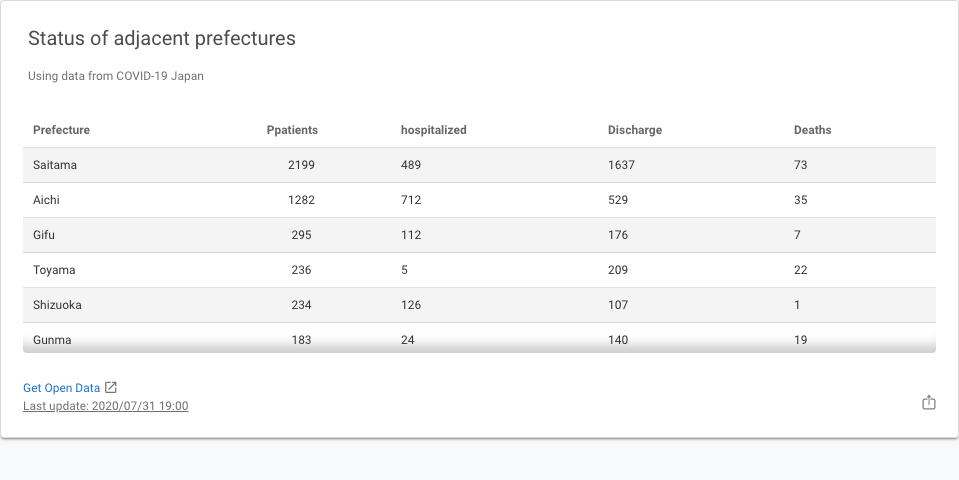 Status of adjacent prefectures
Using data from COVID-19 Japan
Prefecture Ppatients hospitalized Discharge Deaths
Saitama 2199 489 1637 73
Aichi 1282 712 529 35
Gifu 295 112 176 7
Toyama 236 5 209 22
Shizuoka 234 126 107 1
Gunma 183 24 140 19
Get Open Data
Last update: 2020/07/31 19:00